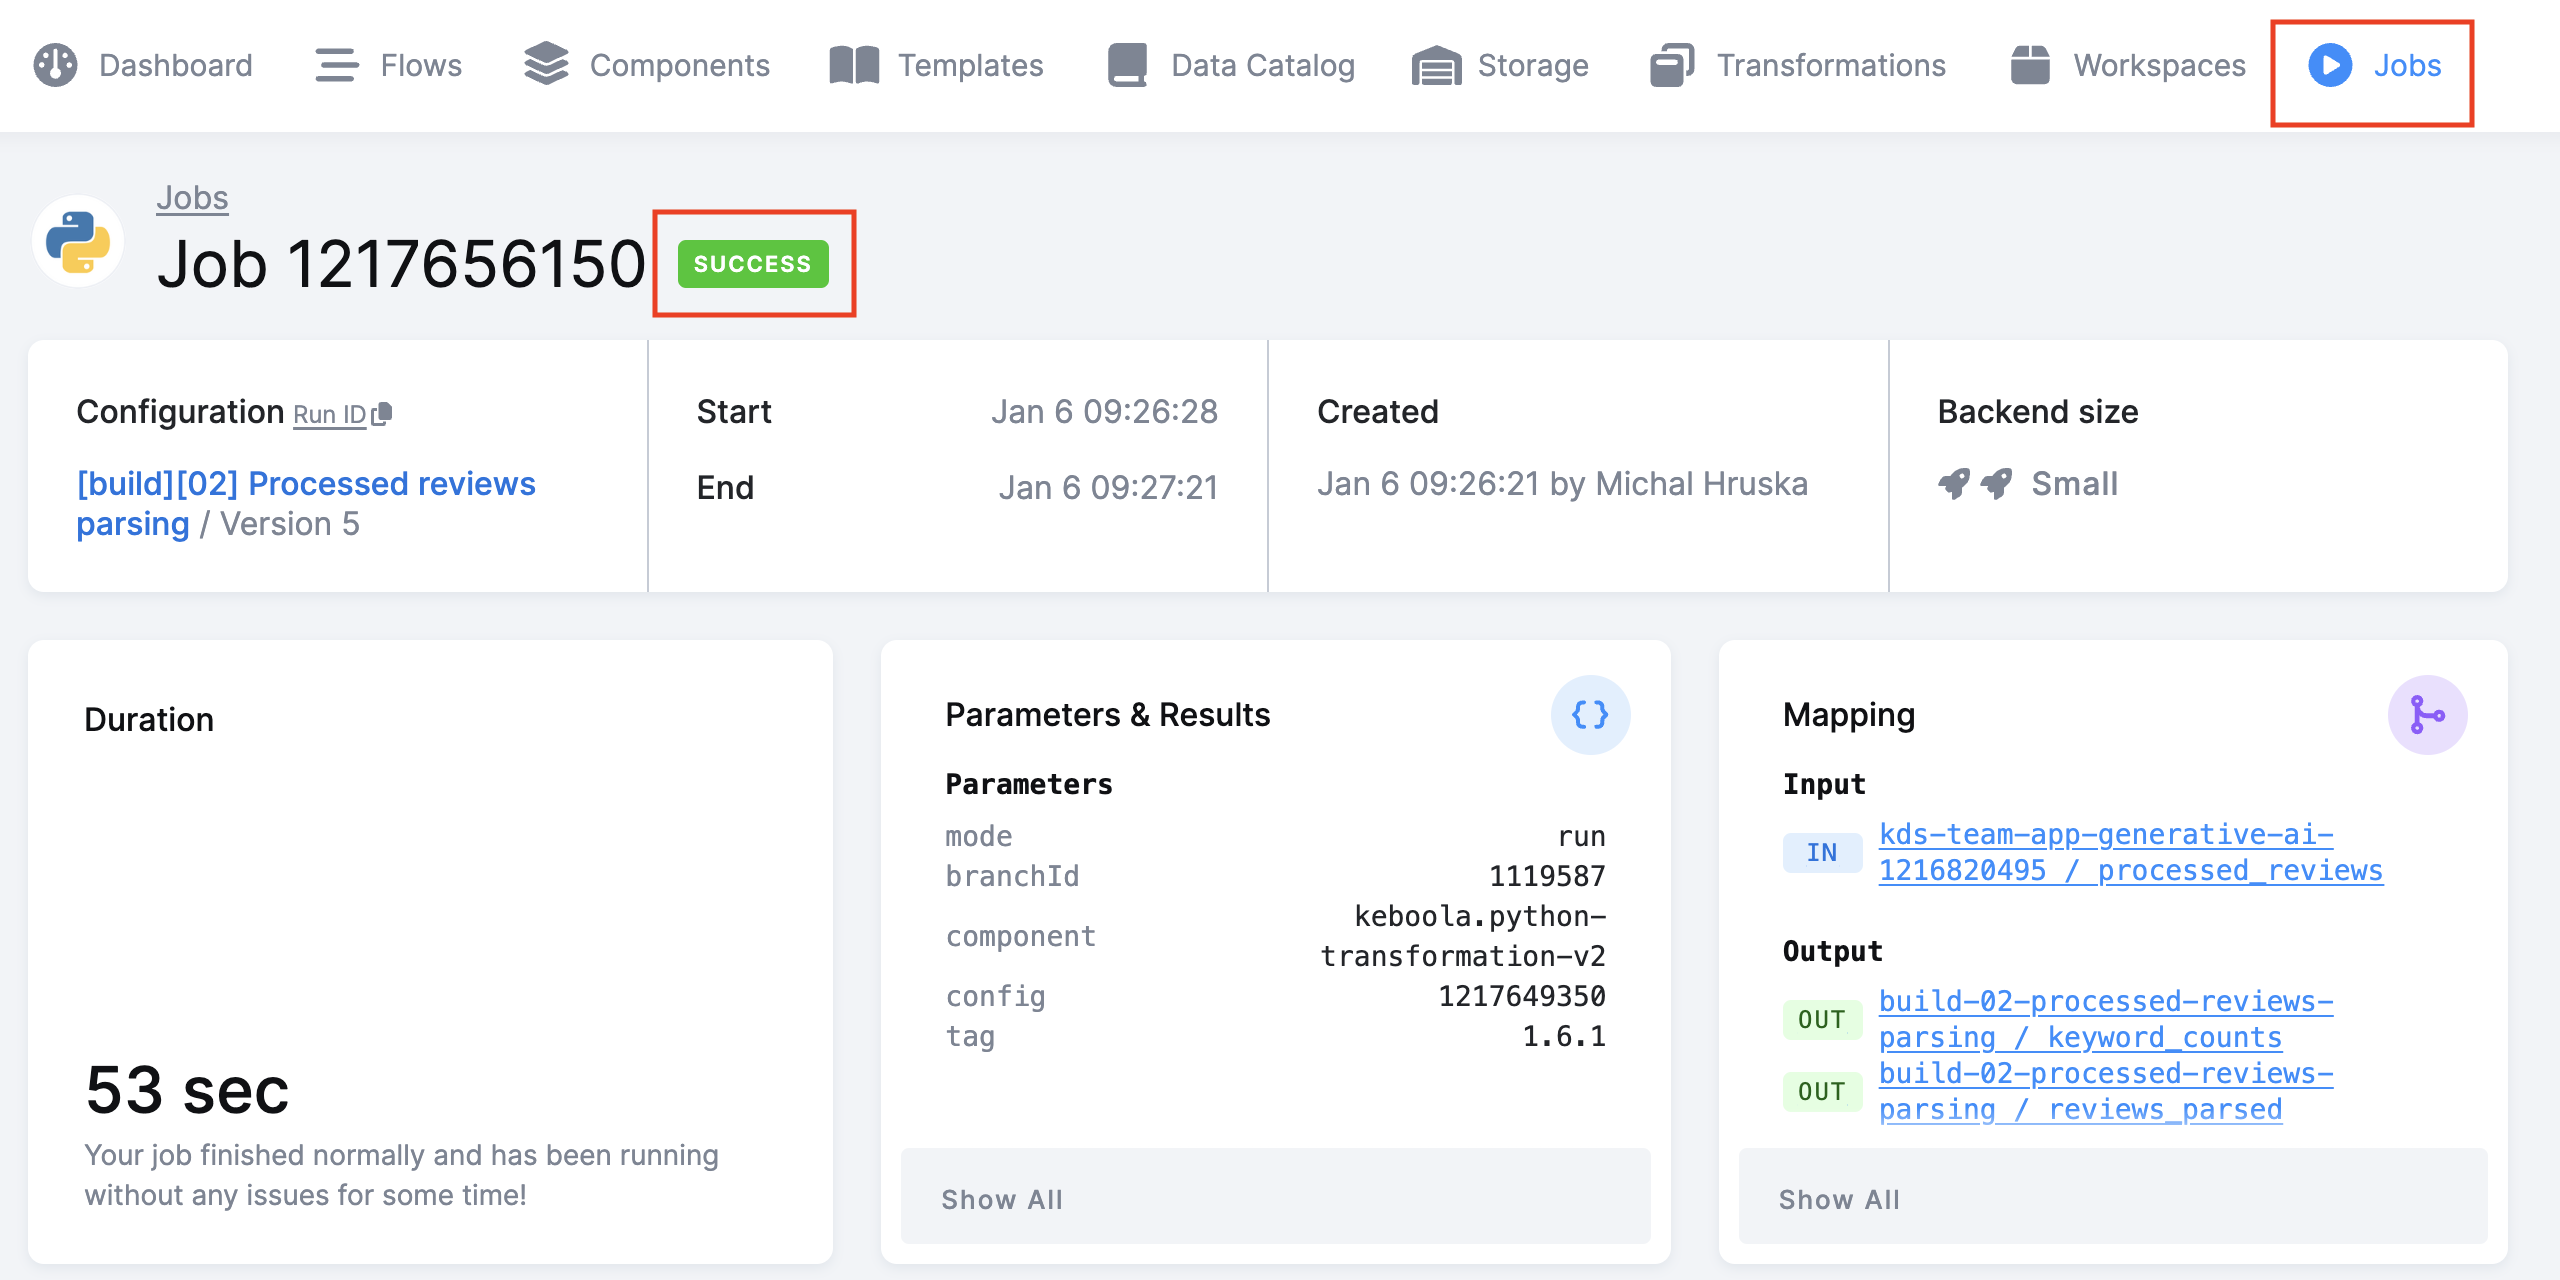 Dashboard Flows Components Templates Data Catalog Storage Transformations Workspaces Jobs
Jobs
Job 1217656150 SUCCESS
Configuration Run ID
[build][02] Processed reviews
parsing / Version 5
Start Jan 6 09:26:28
End Jan 6 09:27:21
Created
Jan 6 09:26:21 by Michal Hruska
Backend size
Small
Duration
53 sec
Your job finished normally and has been running
without any issues for some time!
Parameters & Results
Parameters
mode run
branchId 1119587
component keboola.python-
transformation-v2
config 1217649350
tag 1.6.1
Show All
Mapping
Input
IN kds-team-app-generative-ai-
1216820495 / processed_reviews
Output
OUT build-02-processed-reviews-
parsing / keyword_counts
OUT build-02-processed-reviews-
parsing / reviews_parsed
Show All